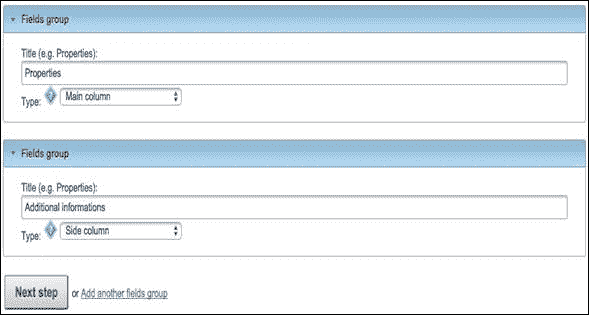 Fields group
Title (e.g. Properties):
Properties
Type: ? Main column
Fields group
Title (e.g. Properties):
Additional informations
Type: ? Side column
Next step or Add another fields group